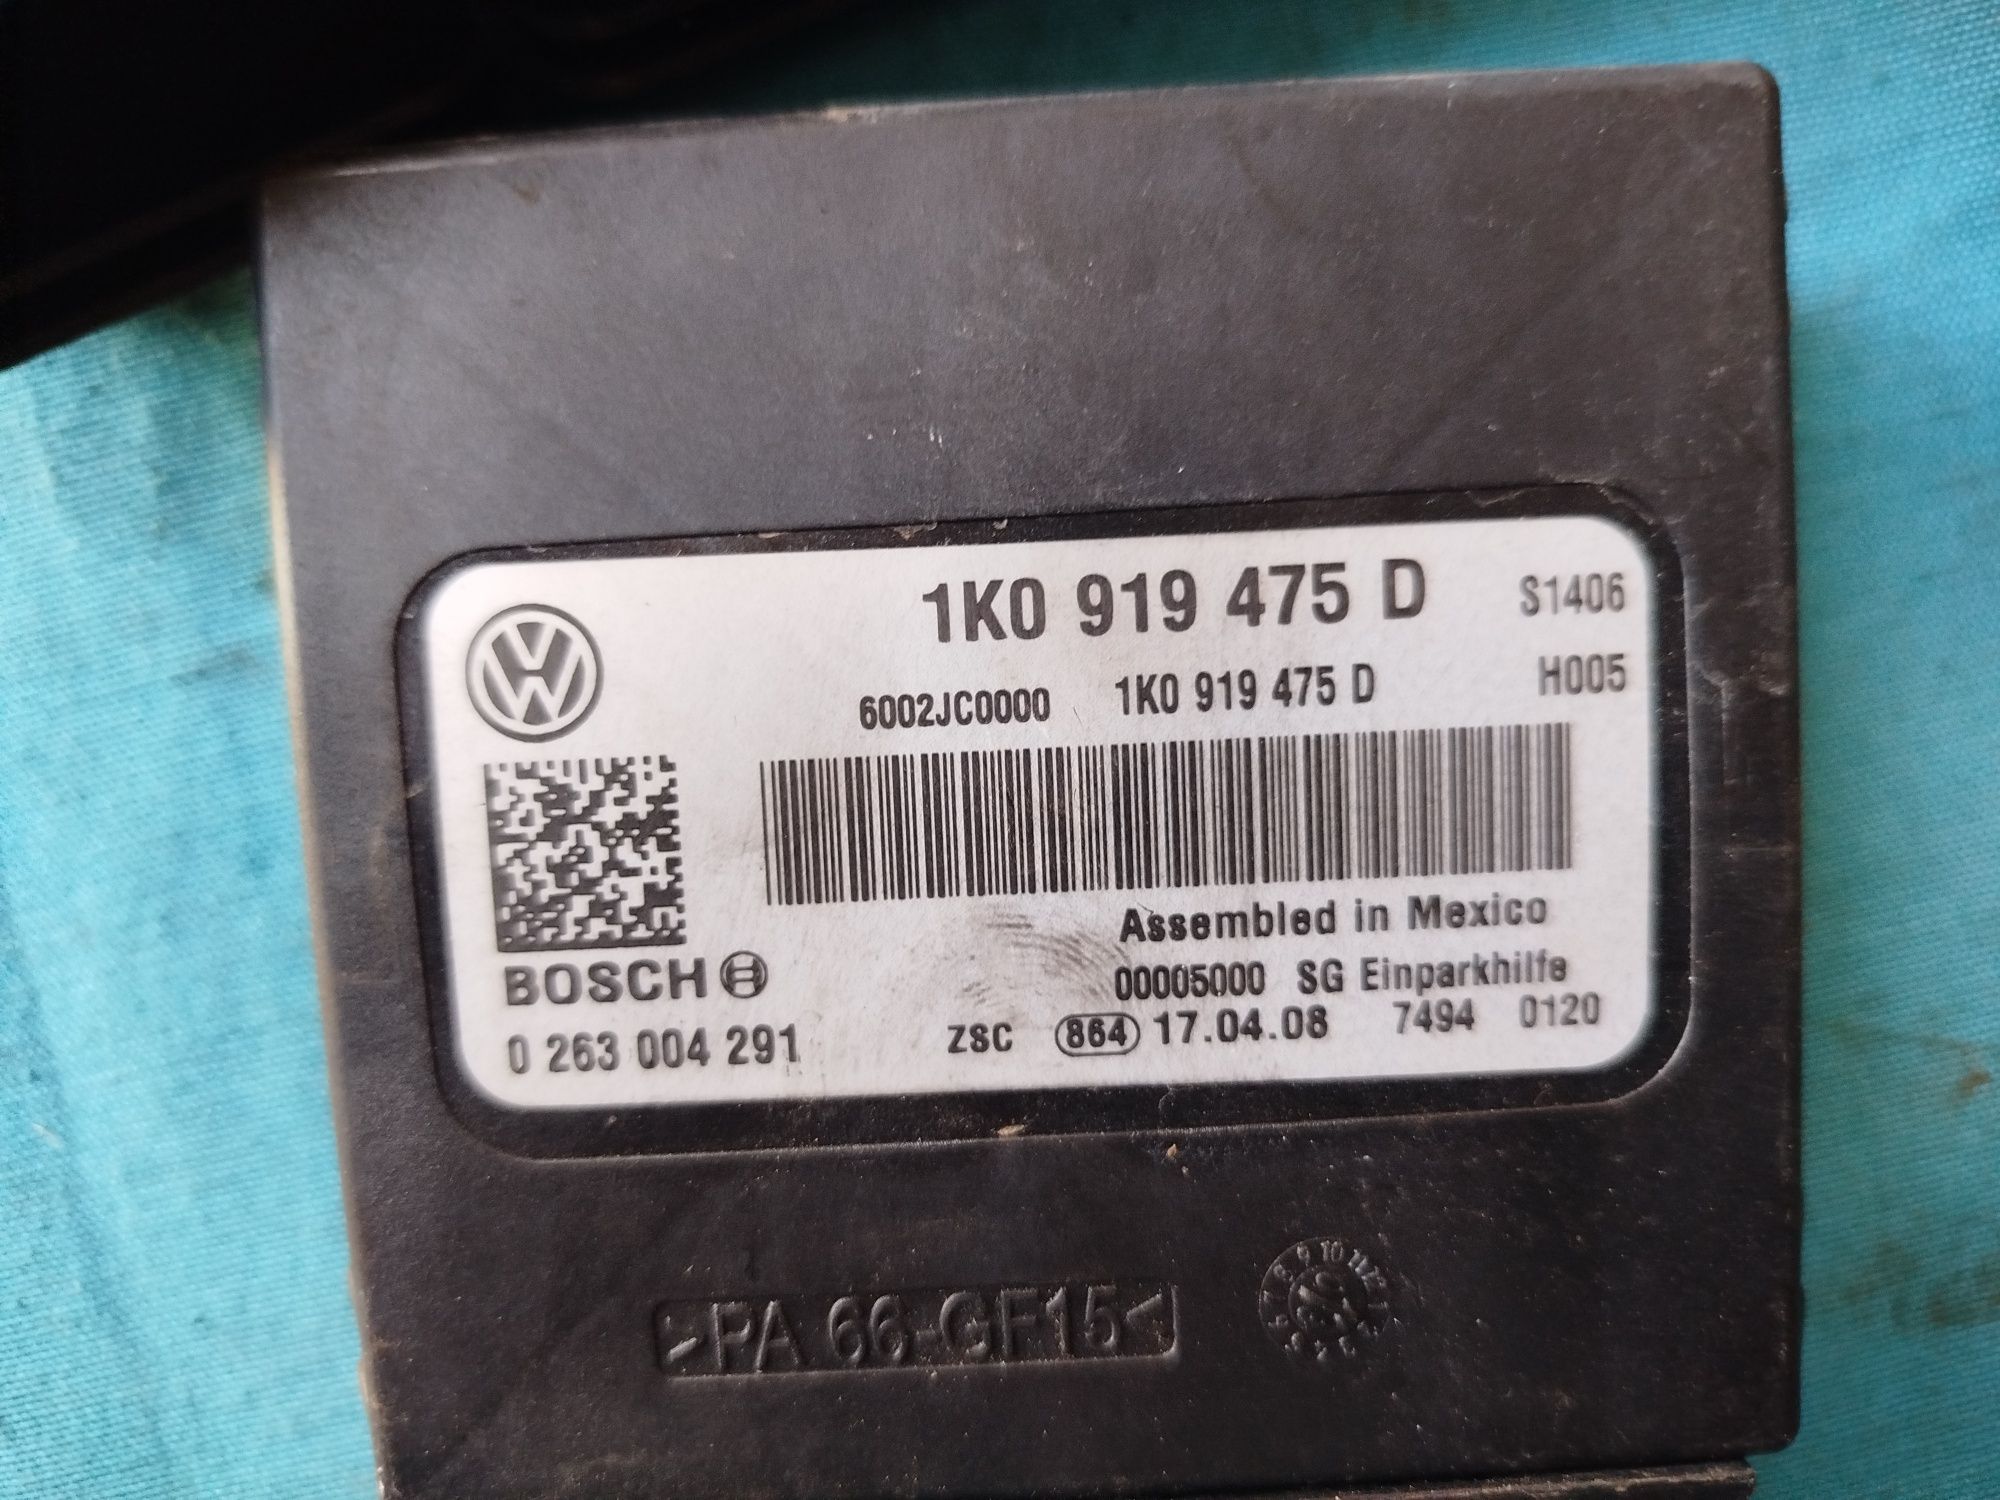 1K0 919 475 D S1406
6002JC0000 1K0 919 475 D H005
Assembled in Mexico
BOSCH 00005000 SG Einparkhilfe
0 263 004 291 ZSC 864 17.04.08 7494 0120
>PA 66-GF15<